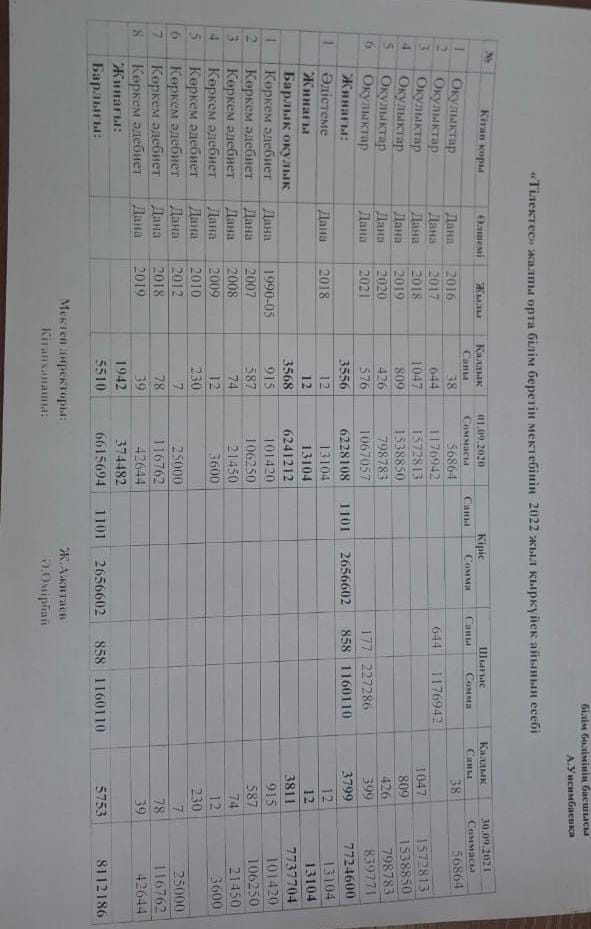 білім бөлімінің басшысы
А.Уисимбаевқа
«Тілектес» жалпы орта білім беретін мектебінің 2022 жыл қыркүйек айының есебі
№ Кітап қоры Өлшемі Жылы Қалдық 01.09.2020 Кіріс Шығыс Қалдық 30.09.2021
Саны Соммасы Саны Сомма Саны Сомма Саны Соммасы
1 Оқулықтар Дана 2016 38 56864 38 56864
2 Оқулықтар Дана 2017 644 1176942 644 1176942
3 Оқулықтар Дана 2018 1047 1572813 1047 1572813
4 Оқулықтар Дана 2019 809 1538850 809 1538850
5 Оқулықтар Дана 2020 426 798783 426 798783
6 Оқулықтар Дана 2021 576 1067057 177 227286 399 839771
Жинағы: 3556 6228108 1101 2656602 858 1160110 3799 7724600
1 Әдістеме Дана 2018 12 13104 12 13104
Жинағы 12 13104 12 13104
Барлық оқулық 3568 6241212 3811 7737704
1 Көркем әдебиет Дана 1990-05 915 101420 915 101420
2 Көркем әдебиет Дана 2007 587 106250 587 106250
3 Көркем әдебиет Дана 2008 74 21450 74 21450
4 Көркем әдебиет Дана 2009 12 3600 12 3600
5 Көркем әдебиет Дана 2010 230 230
6 Көркем әдебиет Дана 2012 7 25000 7 25000
7 Көркем әдебиет Дана 2018 78 116762 78 116762
8 Көркем әдебиет Дана 2019 39 42644 39 42644
Жинағы: 1942 374482
Барлығы: 5510 6615694 1101 2656602 858 1160110 5753 8112186
Мектеп директоры: Ж.Ажитаев
Кітапханашы: Ә.Өмірбай